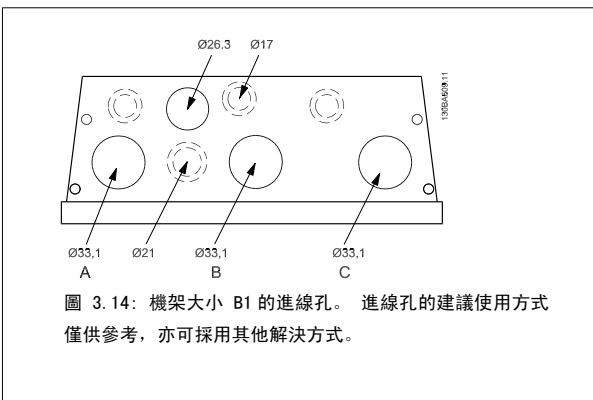 Ø26.3 Ø17
130BA609.11
Ø33,1 Ø21 Ø33,1 Ø33,1
A B C
圖 3.14: 機架大小 B1 的進線孔。 進線孔的建議使用方式
僅供參考，亦可採用其他解決方式。